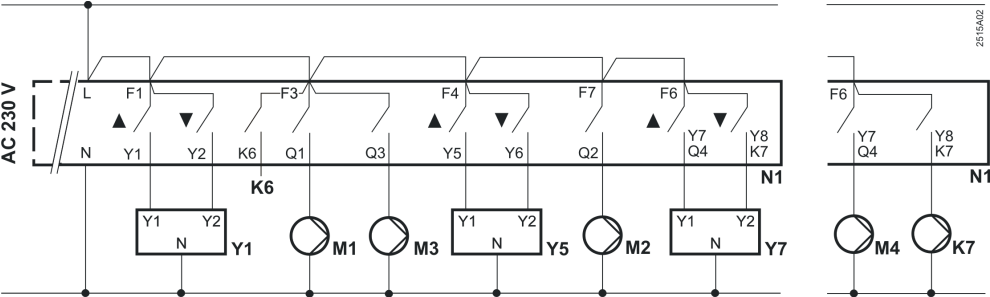 2515A02
AC 230 V
L F1 F3 F4 F7 F6 F6
▲ ▼ ▲ ▼ ▲ ▼
Y7 Y8 Y7 Y8
N Y1 Y2 K6 Q1 Q3 Y5 Y6 Q2 Q4 K7 Q4 K7
K6 N1 N1
Y1 Y2 Y1 Y2 Y1 Y2
N Y1 M1 M3 N Y5 M2 N Y7 M4 K7